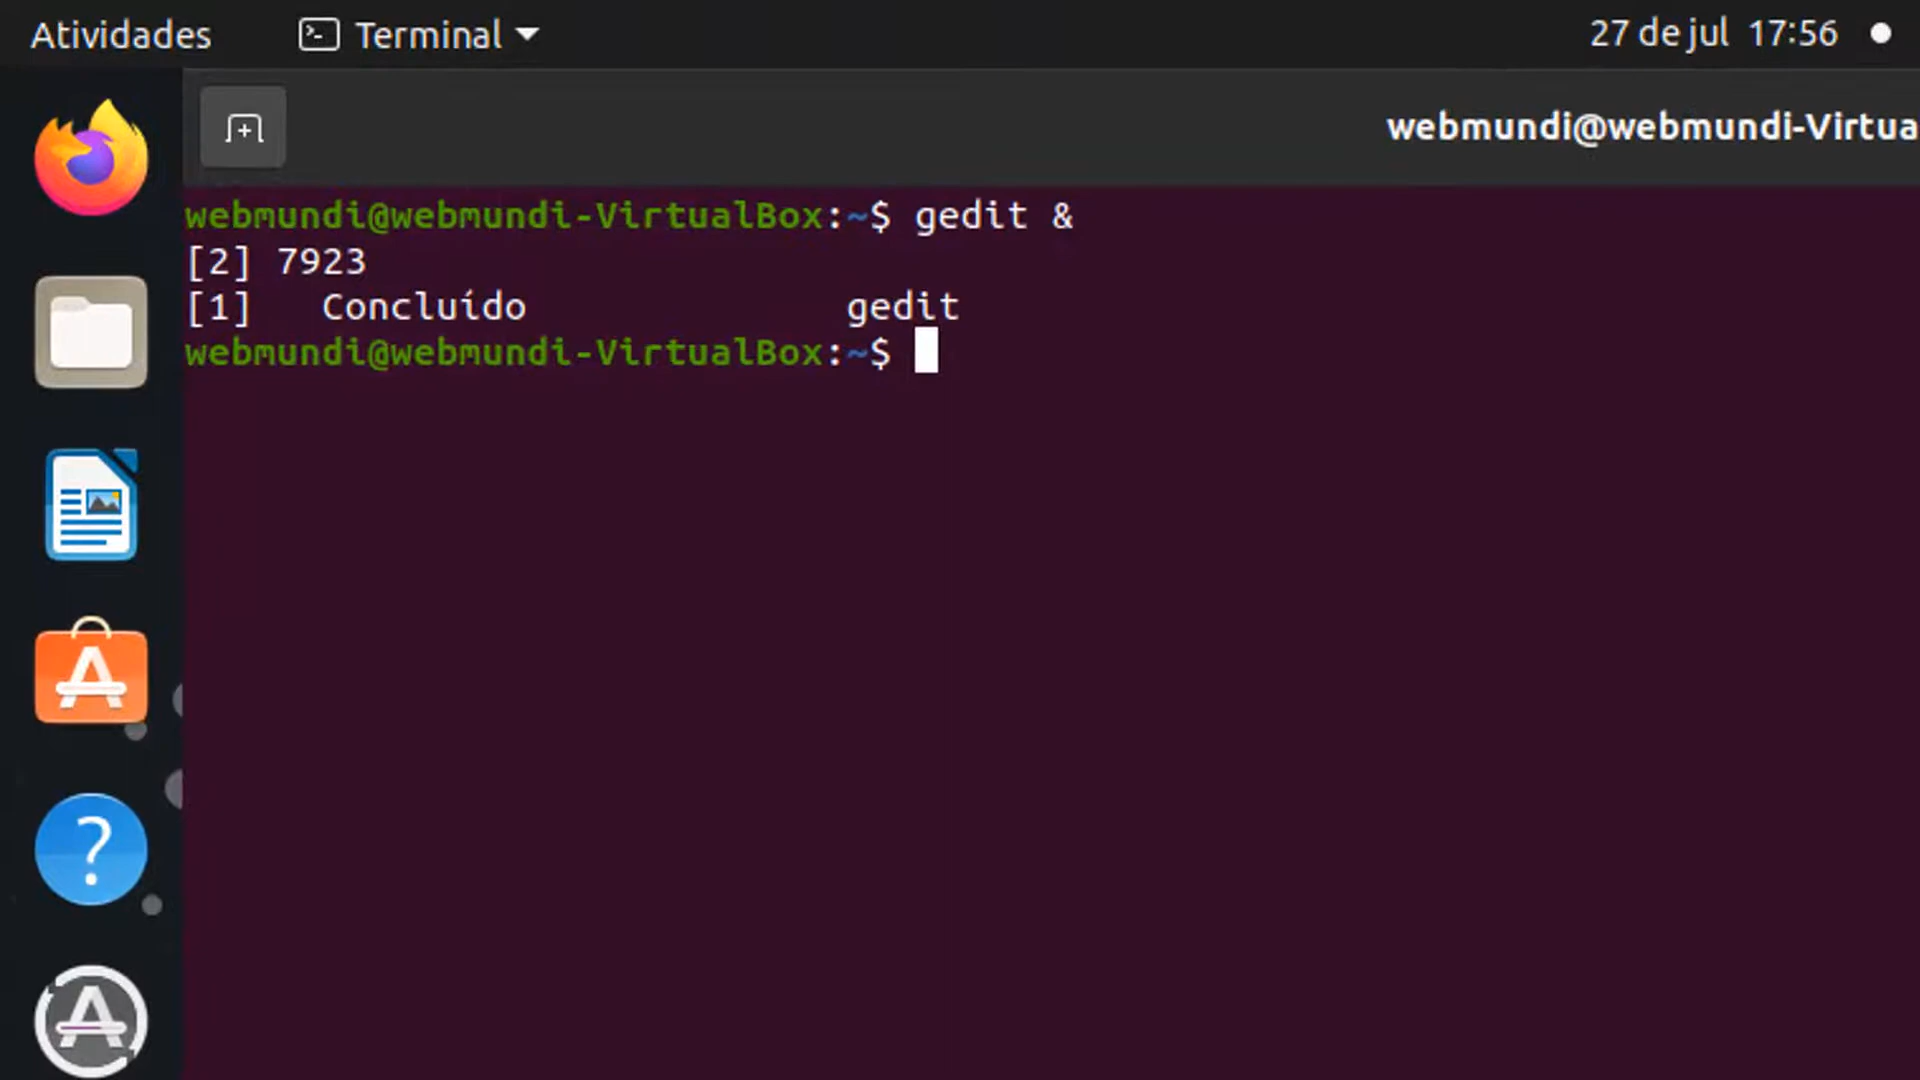 Atividades Terminal 27 de jul 17:56
webmundi@webmundi-Virtua
webmundi@webmundi-VirtualBox:~$ gedit &
[2] 7923
[1] Concluído gedit
webmundi@webmundi-VirtualBox:~$